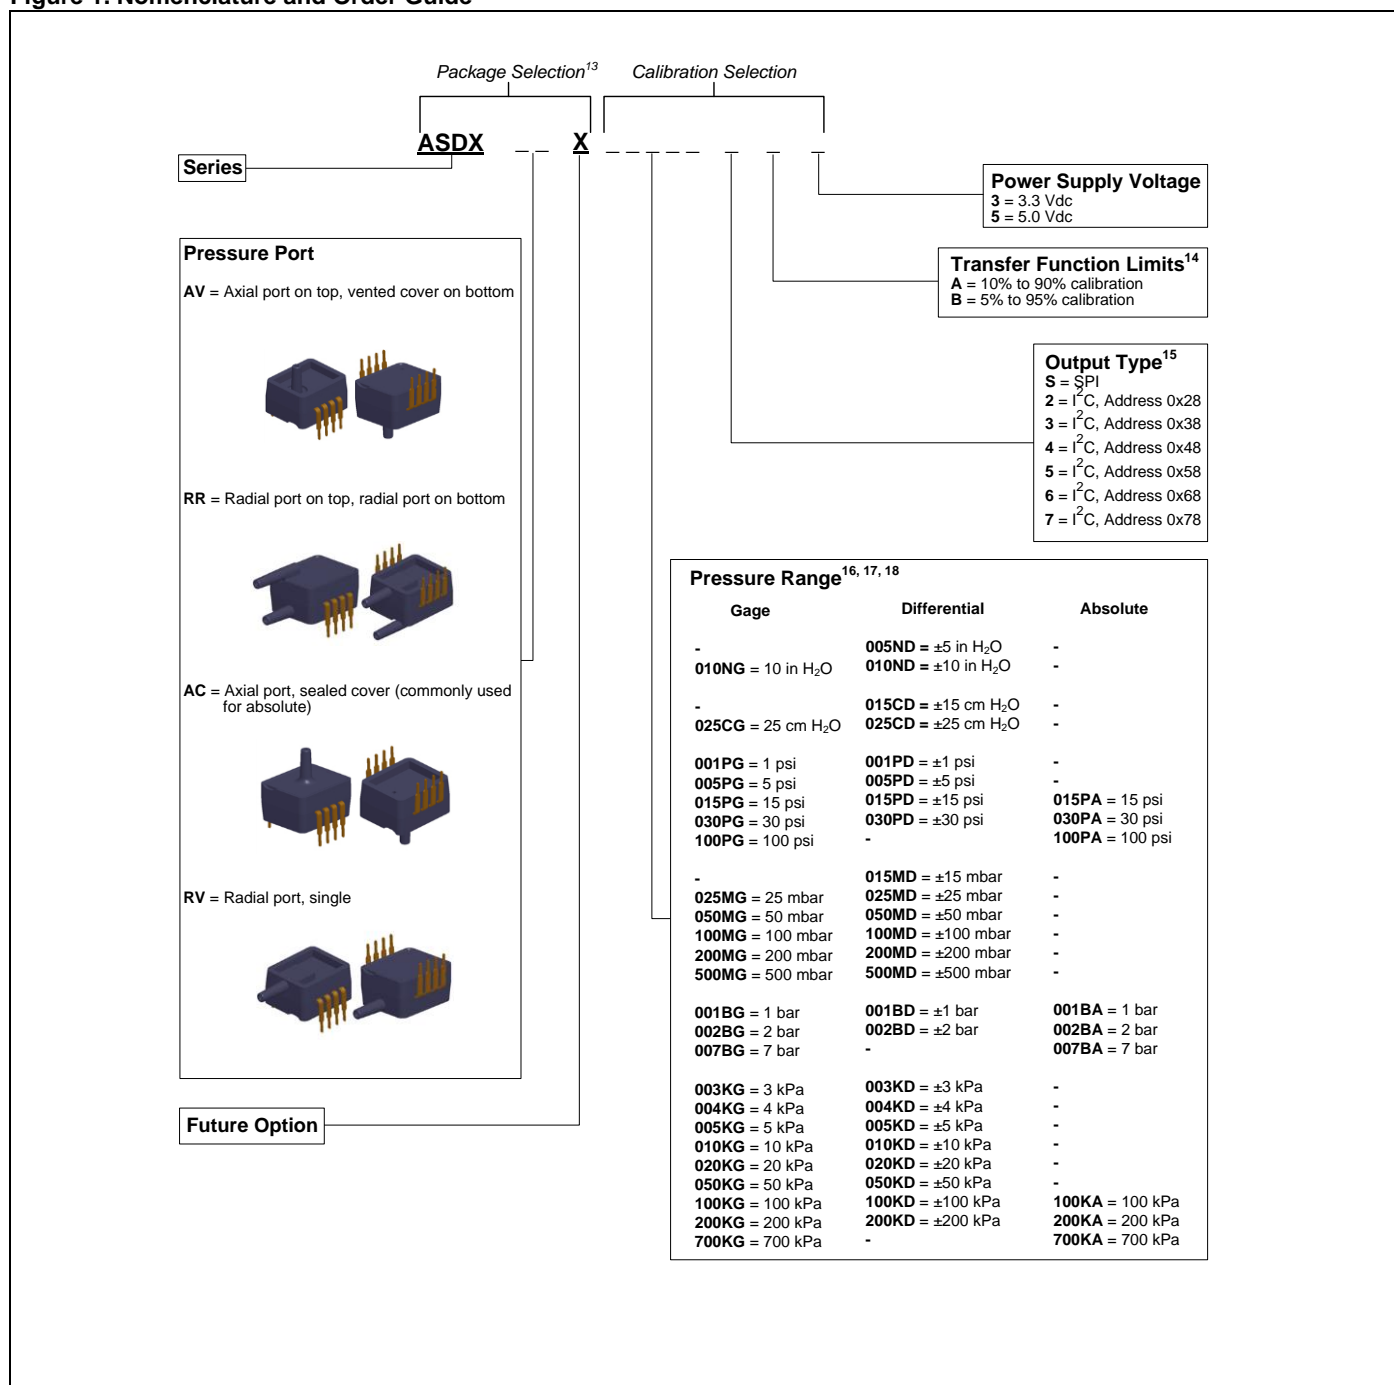 Figure 1. Nomenclature and Order Guide
Package Selection13 Calibration Selection
ASDX _ _ X _ _ _ _ _ _ _ _
Series
Power Supply Voltage
3 = 3.3 Vdc
5 = 5.0 Vdc
Pressure Port
AV = Axial port on top, vented cover on bottom
RR = Radial port on top, radial port on bottom
AC = Axial port, sealed cover (commonly used
for absolute)
RV = Radial port, single
Future Option
Transfer Function Limits14
A = 10% to 90% calibration
B = 5% to 95% calibration
Output Type15
S = SPI
2 = I2C, Address 0x28
3 = I2C, Address 0x38
4 = I2C, Address 0x48
5 = I2C, Address 0x58
6 = I2C, Address 0x68
7 = I2C, Address 0x78
Pressure Range16, 17, 18
Gage Differential Absolute
- 005ND = ±5 in H2O -
010NG = 10 in H2O 010ND = ±10 in H2O -
- 015CD = ±15 cm H2O -
025CG = 25 cm H2O 025CD = ±25 cm H2O -
001PG = 1 psi 001PD = ±1 psi -
005PG = 5 psi 005PD = ±5 psi -
015PG = 15 psi 015PD = ±15 psi 015PA = 15 psi
030PG = 30 psi 030PD = ±30 psi 030PA = 30 psi
100PG = 100 psi - 100PA = 100 psi
- 015MD = ±15 mbar -
025MG = 25 mbar 025MD = ±25 mbar -
050MG = 50 mbar 050MD = ±50 mbar -
100MG = 100 mbar 100MD = ±100 mbar -
200MG = 200 mbar 200MD = ±200 mbar -
500MG = 500 mbar 500MD = ±500 mbar -
001BG = 1 bar 001BD = ±1 bar 001BA = 1 bar
002BG = 2 bar 002BD = ±2 bar 002BA = 2 bar
007BG = 7 bar - 007BA = 7 bar
003KG = 3 kPa 003KD = ±3 kPa -
004KG = 4 kPa 004KD = ±4 kPa -
005KG = 5 kPa 005KD = ±5 kPa -
010KG = 10 kPa 010KD = ±10 kPa -
020KG = 20 kPa 020KD = ±20 kPa -
050KG = 50 kPa 050KD = ±50 kPa -
100KG = 100 kPa 100KD = ±100 kPa 100KA = 100 kPa
200KG = 200 kPa 200KD = ±200 kPa 200KA = 200 kPa
700KG = 700 kPa - 700KA = 700 kPa